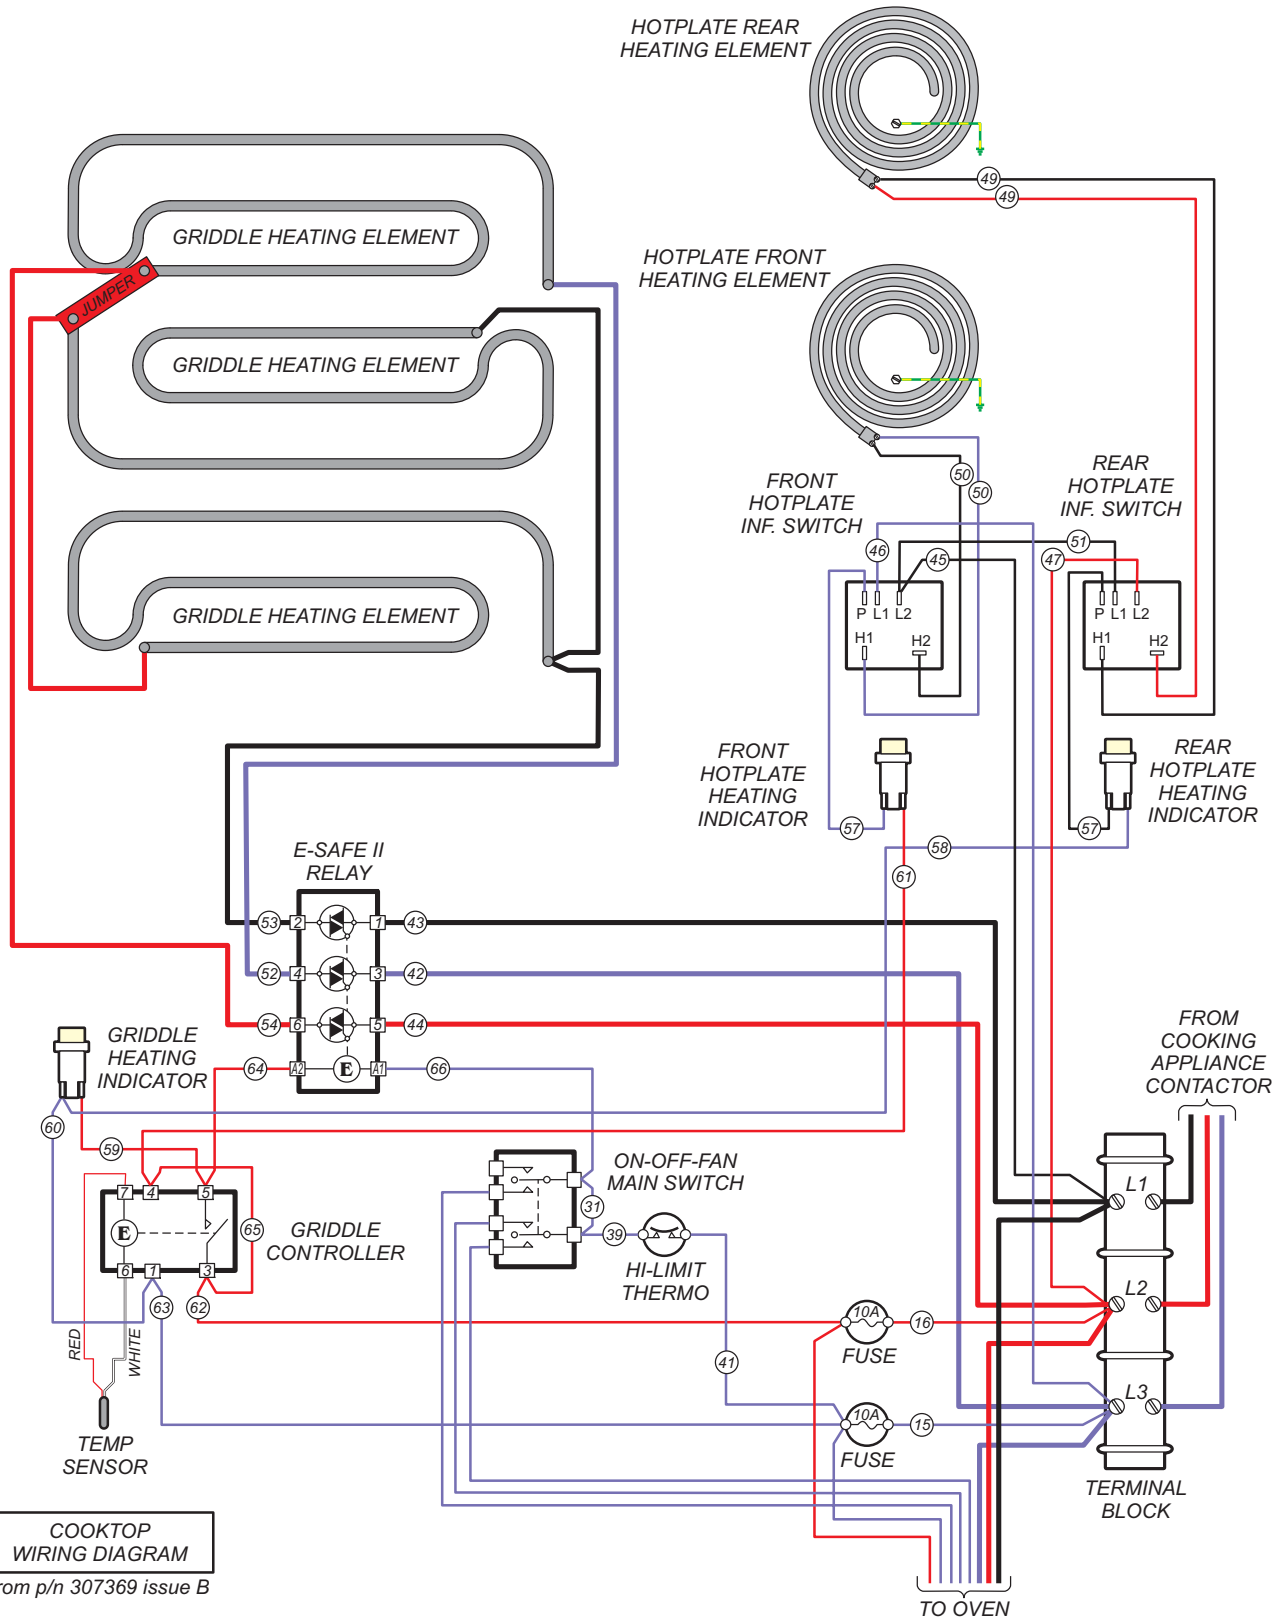 HOTPLATE REAR
HEATING ELEMENT
49
49
GRIDDLE HEATING ELEMENT
JUMPER
HOTPLATE FRONT
HEATING ELEMENT
GRIDDLE HEATING ELEMENT
50
50
FRONT
HOTPLATE
INF. SWITCH
REAR
HOTPLATE
INF. SWITCH
46
45
51
47
P L1 L2
H1 H2
P L1 L2
H1 H2
GRIDDLE HEATING ELEMENT
FRONT
HOTPLATE
HEATING
INDICATOR
57
REAR
HOTPLATE
HEATING
INDICATOR
57
58
61
E-SAFE II
RELAY
53 2 1 43
52 4 3 42
54 6 5 44
64 A2 E A1 66
GRIDDLE
HEATING
INDICATOR
60
59
FROM
COOKING
APPLIANCE
CONTACTOR
ON-OFF-FAN
MAIN SWITCH
31
39
HI-LIMIT
THERMO
7 4 5
E
65
6 1 3
63 62
GRIDDLE
CONTROLLER
RED
WHITE
TEMP
SENSOR
L1
L2
L3
10A
FUSE
16
41
10A
FUSE
15
TERMINAL
BLOCK
COOKTOP
WIRING DIAGRAM
rom p/n 307369 issue B
TO OVEN